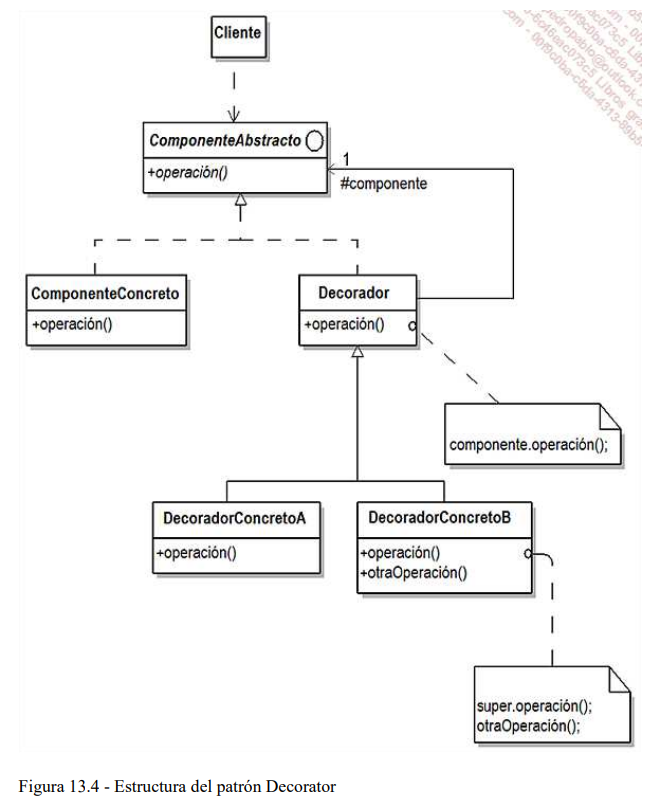 Cliente
ComponenteAbstracto
+operación()
1
#componente
ComponenteConcreto
+operación()
Decorador
+operación()
componente.operación();
DecoradorConcretoA
+operación()
DecoradorConcretoB
+operación()
+otraOperación()
super.operación();
otraOperación();
Figura 13.4 - Estructura del patrón Decorator